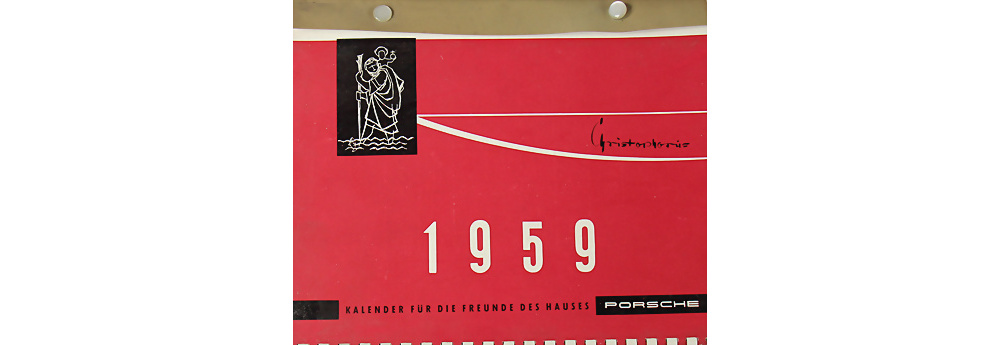 Christophorus
1959
KALENDER FÜR DIE FREUNDE DES HAUSES PORSCHE